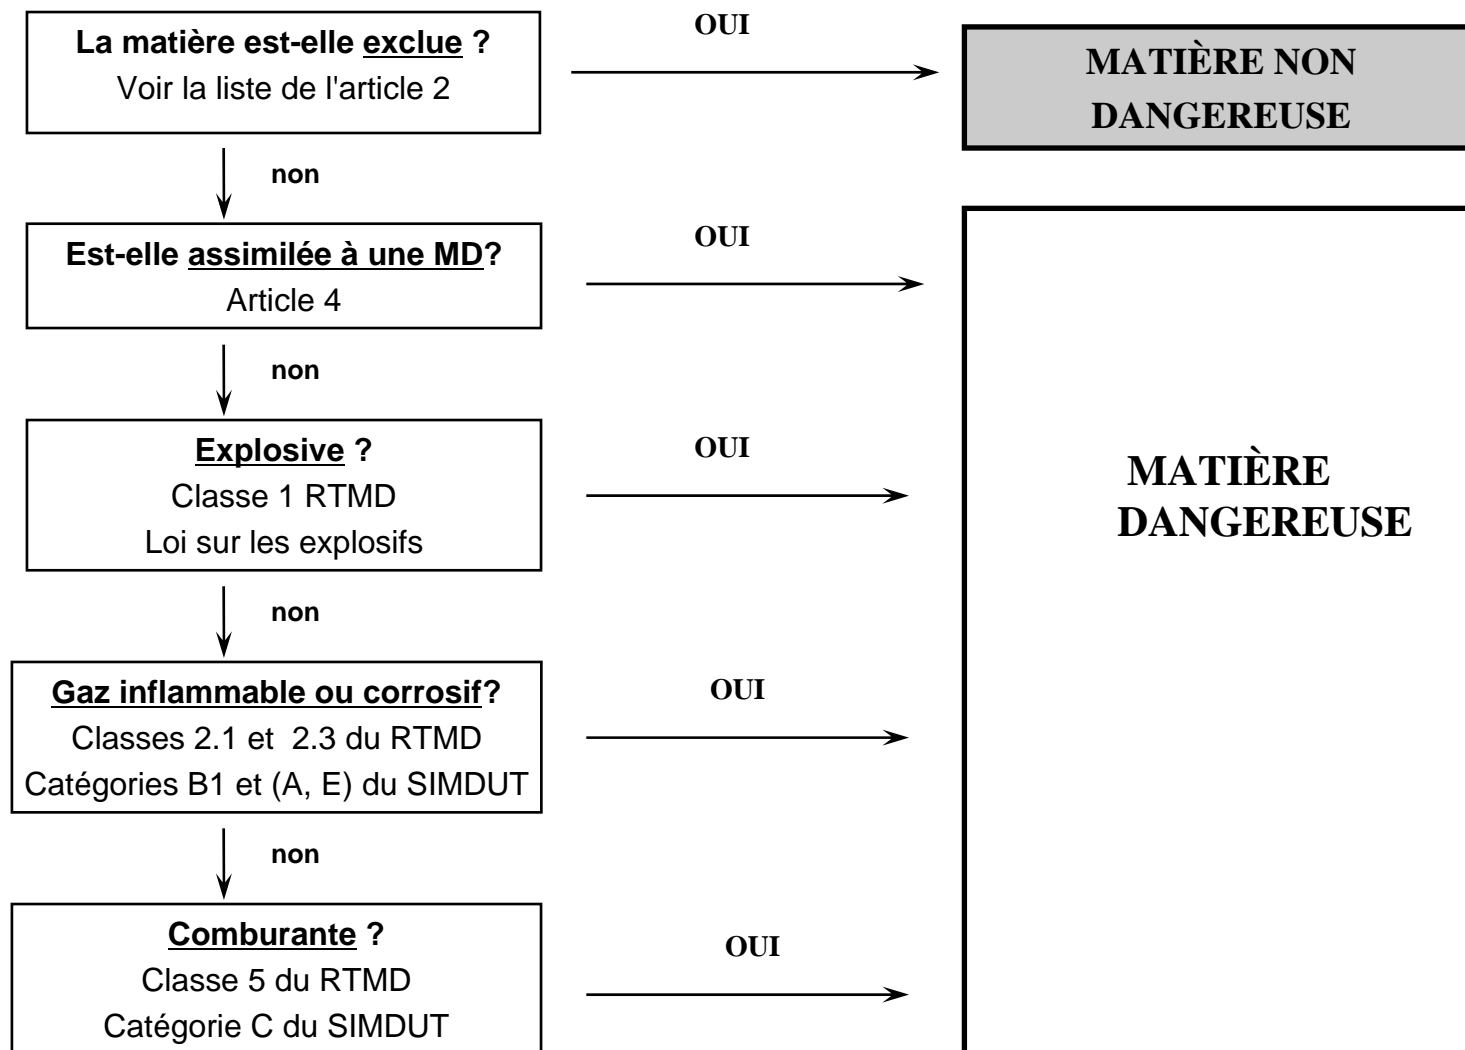 La matière est-elle exclue ?
Voir la liste de l'article 2
OUI
MATIÈRE NON
DANGEREUSE
non
Est-elle assimilée à une MD?
Article 4
OUI
non
Explosive ?
Classe 1 RTMD
Loi sur les explosifs
OUI
MATIÈRE
DANGEREUSE
non
Gaz inflammable ou corrosif?
Classes 2.1 et 2.3 du RTMD
Catégories B1 et (A, E) du SIMDUT
OUI
non
Comburante ?
Classe 5 du RTMD
Catégorie C du SIMDUT
OUI